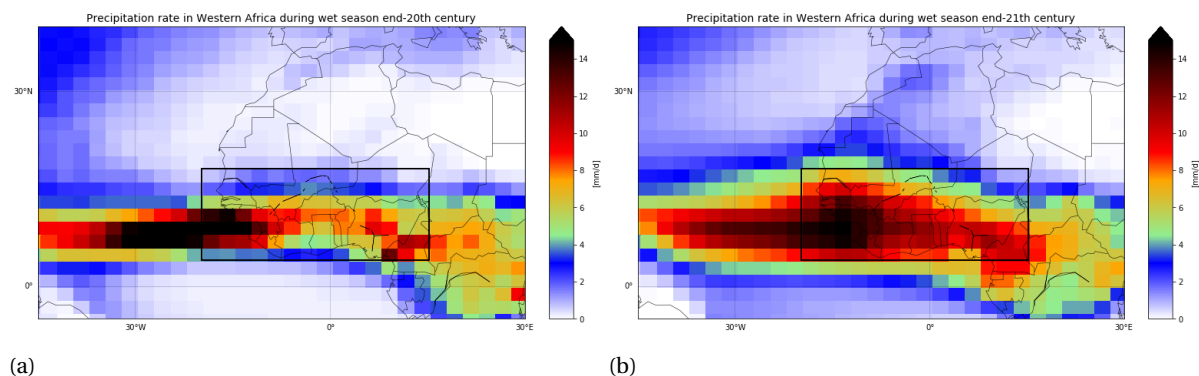 Precipitation rate in Western Africa during wet season end-20th century
30°N
0°
30°W
0°
30°E
14
12
10
8
6
4
2
0
[mm/d]
(a)
Precipitation rate in Western Africa during wet season end-21th century
30°N
0°
30°W
0°
30°E
14
12
10
8
6
4
2
0
[mm/d]
(b)